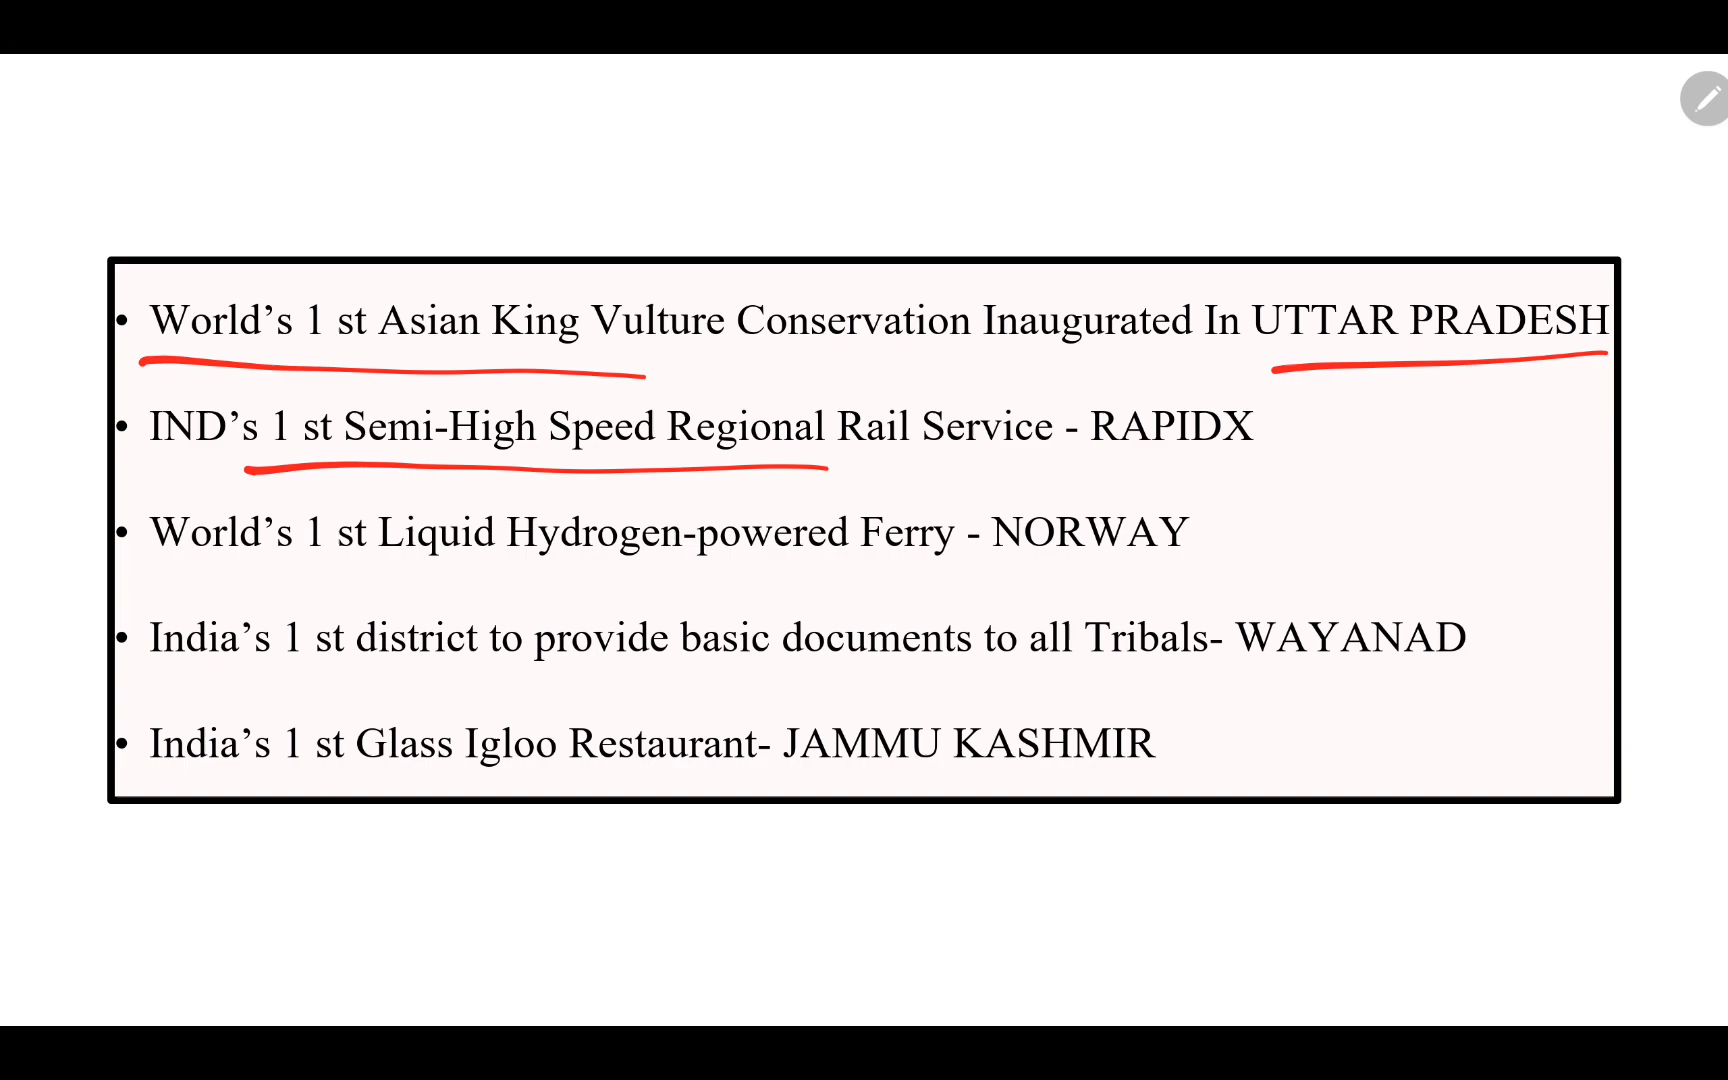 • World’s 1 st Asian King Vulture Conservation Inaugurated In UTTAR PRADESH
• IND’s 1 st Semi-High Speed Regional Rail Service - RAPIDX
• World’s 1 st Liquid Hydrogen-powered Ferry - NORWAY
• India’s 1 st district to provide basic documents to all Tribals- WAYANAD
• India’s 1 st Glass Igloo Restaurant- JAMMU KASHMIR